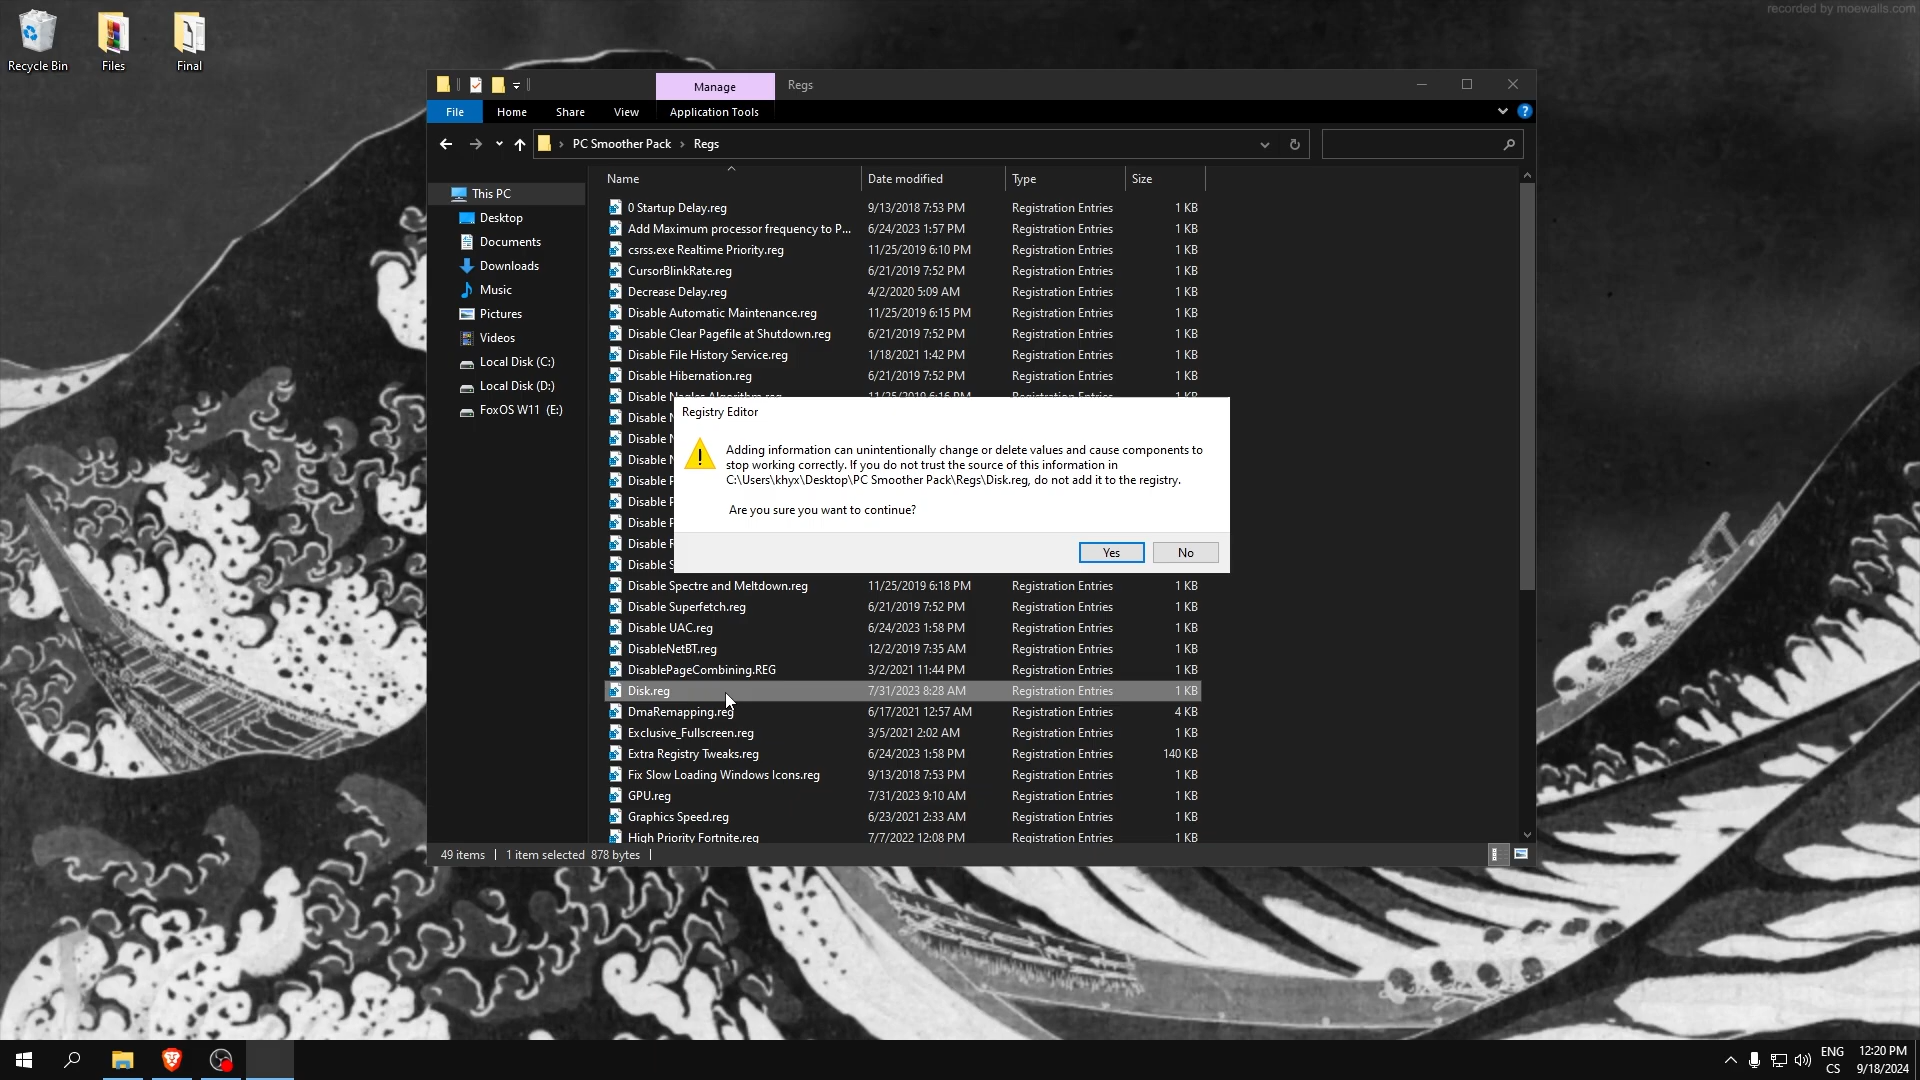 recorded by moewalls.com
Recycle Bin
Files
Final
Manage
Regs
File
Home
Share
View
Application Tools
PC Smoother Pack
Regs
Name
Date modified
Type
Size
This PC
Desktop
Documents
Downloads
Music
Pictures
Videos
Local Disk (C:)
Local Disk (D:)
FoxOS W11 (E:)
0 Startup Delay.reg 9/13/2018 7:53 PM Registration Entries 1 KB
Add Maximum processor frequency to P... 6/24/2023 1:57 PM Registration Entries 1 KB
csrss.exe Realtime Priority.reg 11/25/2019 6:10 PM Registration Entries 1 KB
CursorBlinkRate.reg 6/21/2019 7:52 PM Registration Entries 1 KB
Decrease Delay.reg 4/2/2020 5:09 AM Registration Entries 1 KB
Disable Automatic Maintenance.reg 11/25/2019 6:15 PM Registration Entries 1 KB
Disable Clear Pagefile at Shutdown.reg 6/21/2019 7:52 PM Registration Entries 1 KB
Disable File History Service.reg 1/18/2021 1:42 PM Registration Entries 1 KB
Disable Hibernation.reg 6/21/2019 7:52 PM Registration Entries 1 KB
Disable Nagles Algorithm.reg 11/25/2019 6:16 PM Registration Entries 1 KB
Disable
Disable
Disable
Disable
Disable
Disable
Disable
Disable
Registry Editor
Adding information can unintentionally change or delete values and cause components to
stop working correctly. If you do not trust the source of this information in
C:\Users\khyx\Desktop\PC Smoother Pack\Regs\Disk.reg, do not add it to the registry.
Are you sure you want to continue?
Yes
No
Disable Spectre and Meltdown.reg 11/25/2019 6:18 PM Registration Entries 1 KB
Disable Superfetch.reg 6/21/2019 7:52 PM Registration Entries 1 KB
Disable UAC.reg 6/24/2023 1:58 PM Registration Entries 1 KB
DisableNetBT.reg 12/2/2019 7:35 AM Registration Entries 1 KB
DisablePageCombining.REG 3/2/2021 11:44 PM Registration Entries 1 KB
Disk.reg 7/31/2023 8:28 AM Registration Entries 1 KB
DmaRemapping.reg 6/17/2021 12:57 AM Registration Entries 4 KB
Exclusive_Fullscreen.reg 3/5/2021 2:02 AM Registration Entries 1 KB
Extra Registry Tweaks.reg 6/24/2023 1:58 PM Registration Entries 140 KB
Fix Slow Loading Windows Icons.reg 9/13/2018 7:53 PM Registration Entries 1 KB
GPU.reg 7/31/2023 9:10 AM Registration Entries 1 KB
Graphics Speed.reg 6/23/2021 2:33 AM Registration Entries 1 KB
High Priority Fortnite.reg 7/7/2022 12:08 PM Registration Entries 1 KB
49 items
1 item selected 878 bytes
ENG
CS
12:20 PM
9/18/2024